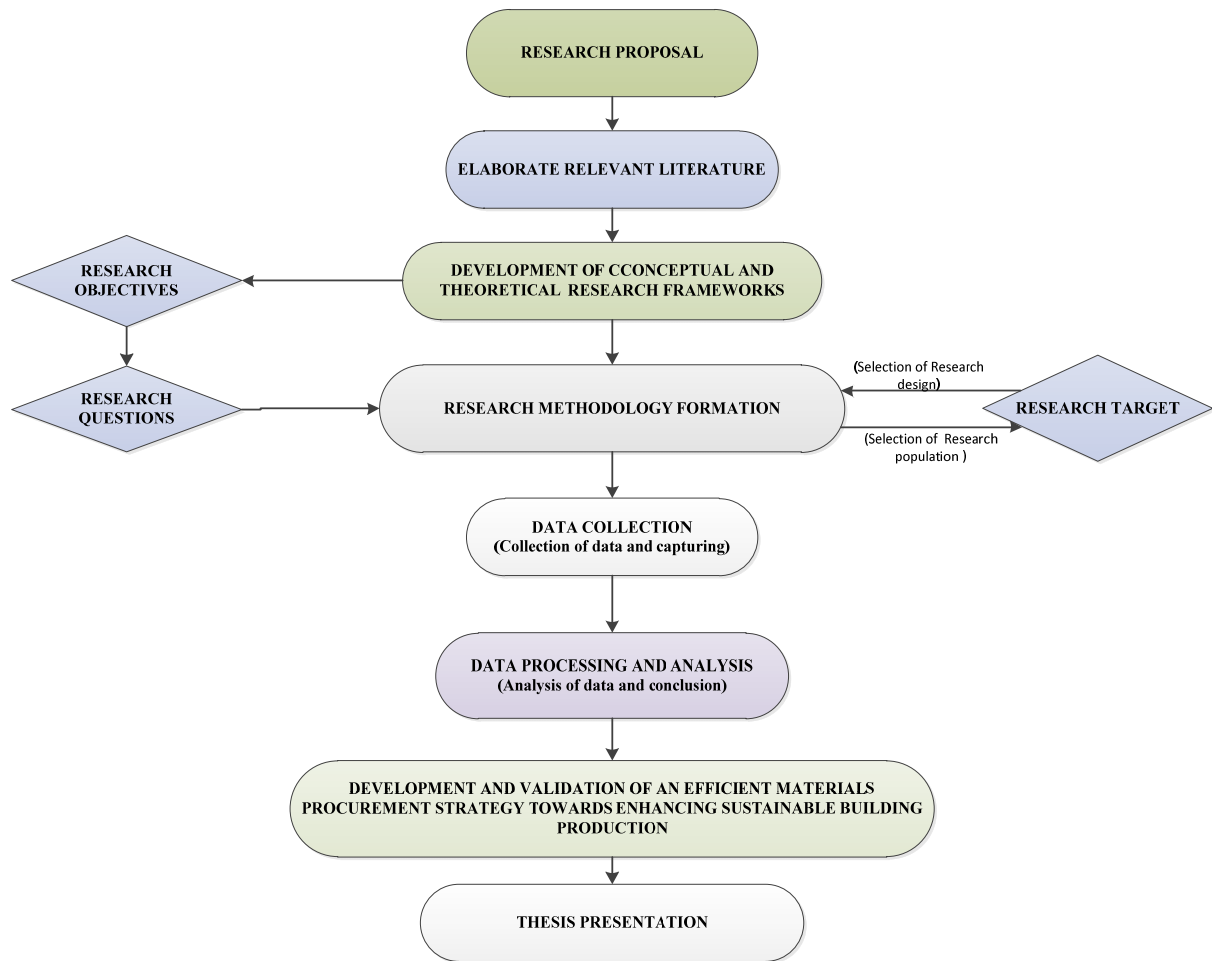 RESEARCH PROPOSAL
ELABORATE RELEVANT LITERATURE
RESEARCH
OBJECTIVES
DEVELOPMENT OF CCONCEPTUAL AND
THEORETICAL RESEARCH FRAMEWORKS
RESEARCH
QUESTIONS
RESEARCH METHODOLOGY FORMATION
(Selection of Research
design)
(Selection of Research
population )
RESEARCH TARGET
DATA COLLECTION
(Collection of data and capturing)
DATA PROCESSING AND ANALYSIS
(Analysis of data and conclusion)
DEVELOPMENT AND VALIDATION OF AN EFFICIENT MATERIALS
PROCUREMENT STRATEGY TOWARDS ENHANCING SUSTAINABLE BUILDING
PRODUCTION
THESIS PRESENTATION